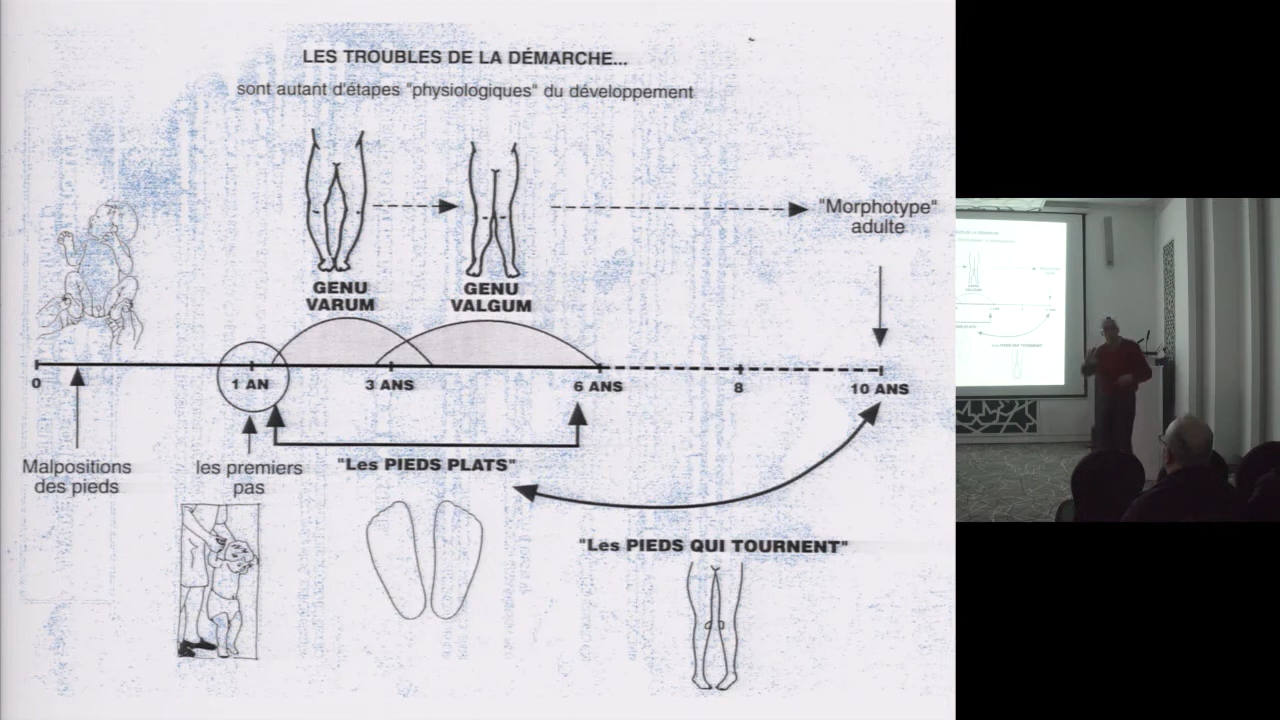 LES TROUBLES DE LA DÉMARCHE...
sont autant d'étapes "physiologiques" du développement
"Morphotype"
adulte
GENU
VARUM
GENU
VALGUM
0
1 AN
3 ANS
6 ANS
8
10 ANS
Malpositions
des pieds
les premiers
pas
"Les PIEDS PLATS"
"Les PIEDS QUI TOURNENT"